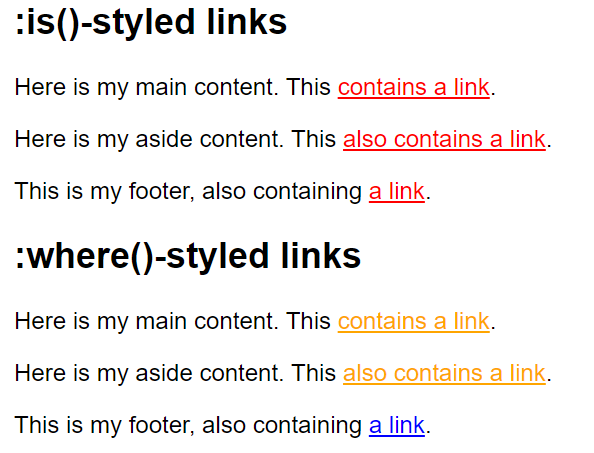 :is()-styled links
Here is my main content. This contains a link.
Here is my aside content. This also contains a link.
This is my footer, also containing a link.
:where()-styled links
Here is my main content. This contains a link.
Here is my aside content. This also contains a link.
This is my footer, also containing a link.